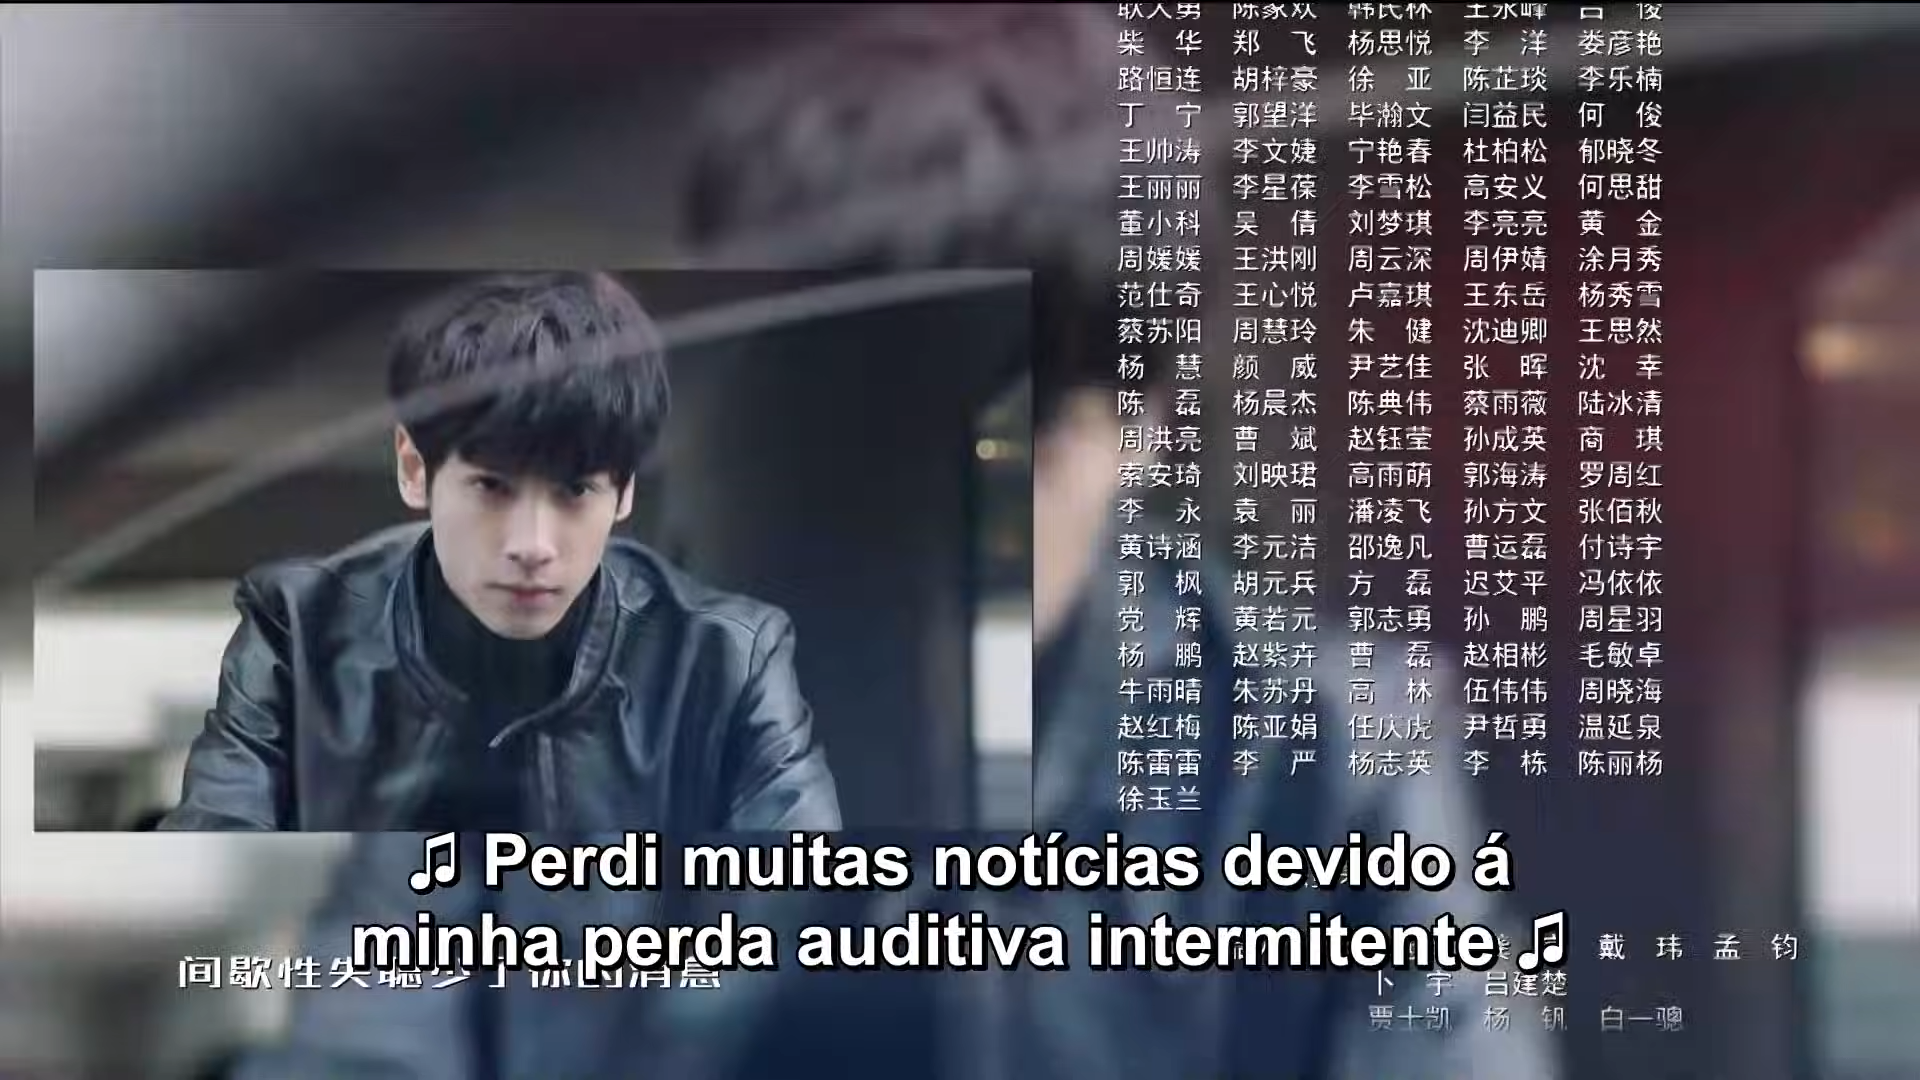 柴 华 郑 飞 杨思悦 李 洋 娄彦艳
路恒连 胡梓豪 徐 亚 陈芷琰 李乐楠
丁 宁 郭望洋 毕瀚文 闫益民 何 俊
王帅涛 李文婕 宁艳春 杜柏松 郁晓冬
王丽丽 李星葆 李雪松 高安义 何思甜
董小科 吴 倩 刘梦琪 李亮亮 黄 金
周媛媛 王洪刚 周云深 周伊婧 涂月秀
范仕奇 王心悦 卢嘉琪 王东岳 杨秀雪
蔡苏阳 周慧玲 朱 健 沈迪卿 王思然
杨 慧 颜 威 尹艺佳 张 晖 沈 幸
陈 磊 杨晨杰 陈典伟 蔡雨薇 陆冰清
周洪亮 曹 斌 赵钰莹 孙成英 商 琪
索安琦 刘映珺 高雨萌 郭海涛 罗周红
李 永 袁 丽 潘凌飞 孙方文 张佰秋
黄诗涵 李元洁 邵逸凡 曹运磊 付诗宇
郭 枫 胡元兵 方 磊 迟艾平 冯依依
党 辉 黄若元 郭志勇 孙 鹏 周星羽
杨 鹏 赵紫卉 曹 磊 赵相彬 毛敏卓
牛雨晴 朱苏丹 高 林 伍伟伟 周晓海
赵红梅 陈亚娟 任庆虎 尹哲勇 温延泉
陈雷雷 李 严 杨志英 李 栋 陈丽杨
徐玉兰
♫ Perdi muitas notícias devido á
minha perda auditiva intermitente ♫
间歇性失聪少了你的消息
戴 玮 孟 钧
卜 宇 吕建楚
贾士凯 杨 钒 白一骢